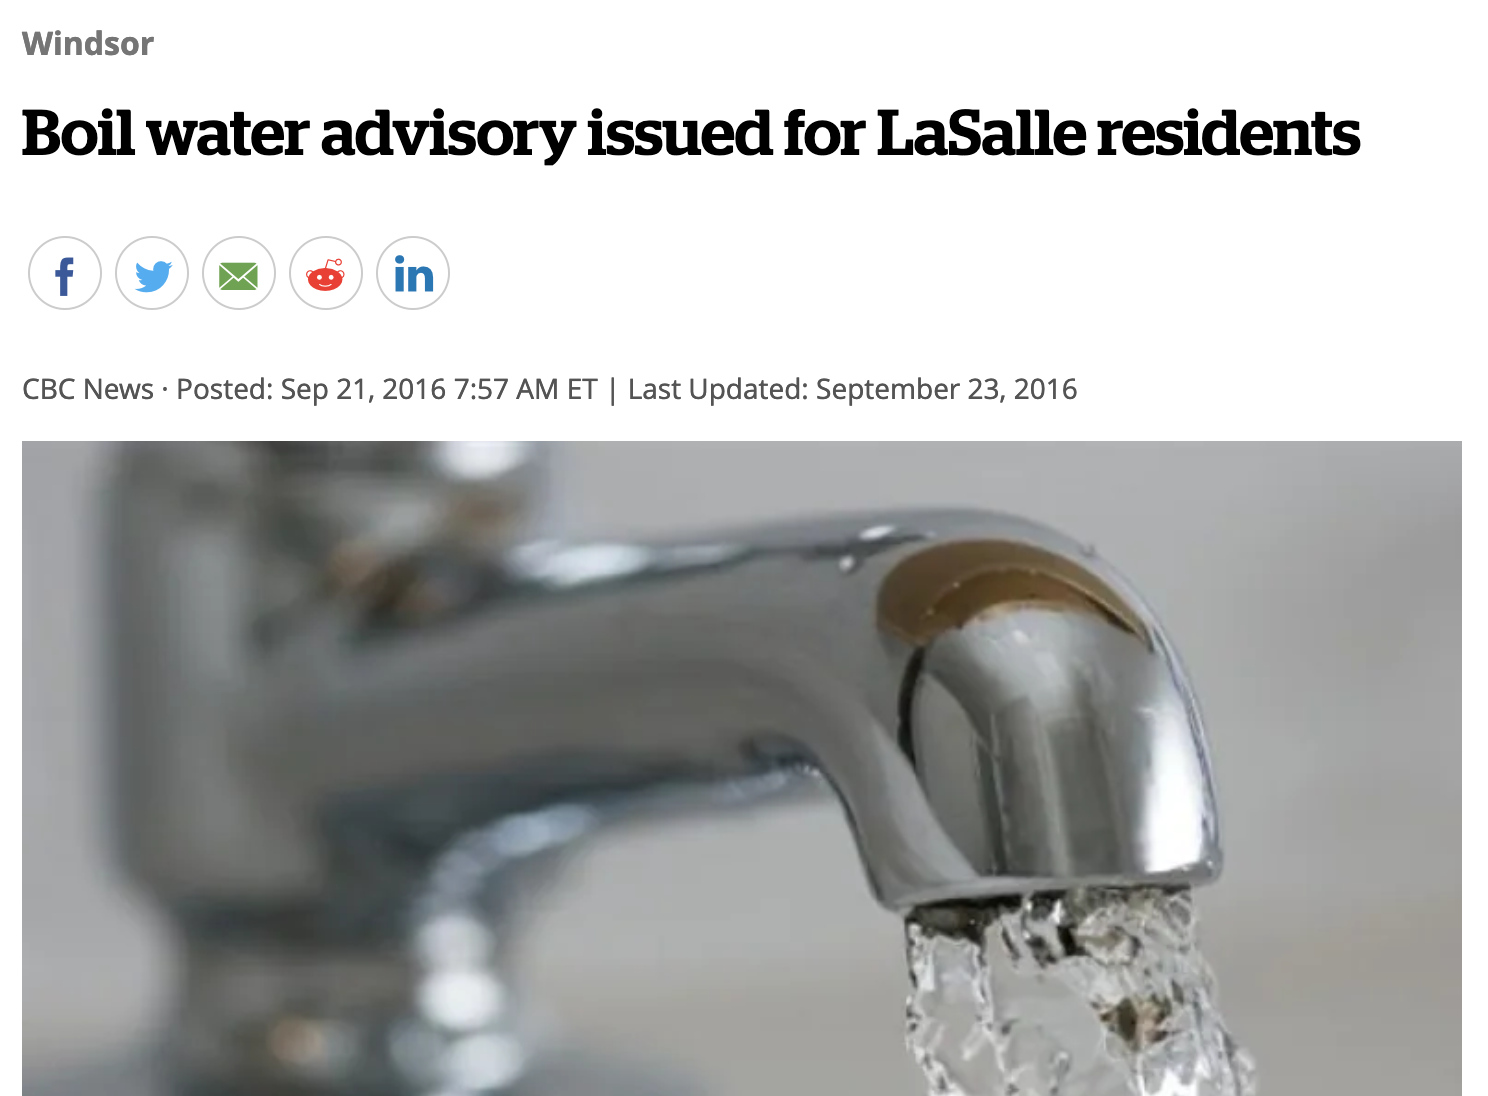 Windsor
Boil water advisory issued for LaSalle residents
f
in
CBC News · Posted: Sep 21, 2016 7:57 AM ET | Last Updated: September 23, 2016